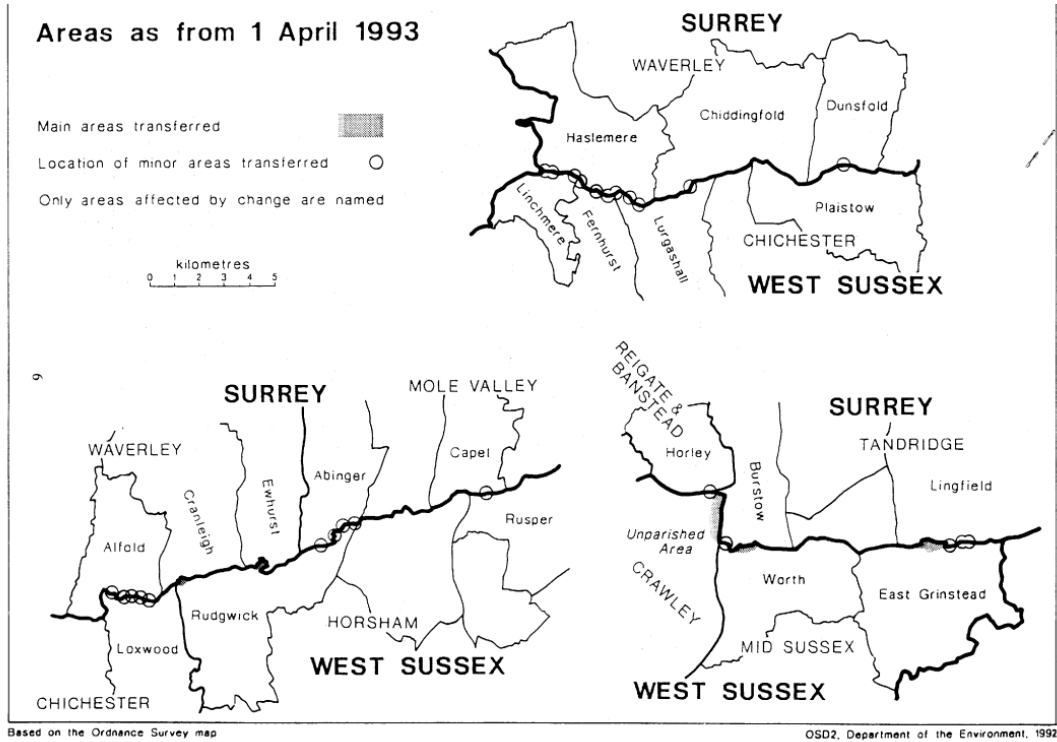 Areas as from 1 April 1993
Main areas transferred
Location of minor areas transferred
Only areas affected by change are named
kilometres
0 1 2 3 4 5
SURREY
WAVERLEY
Dunsfold
Chiddingfold
Haslemere
Linchmere
Fernhurst
Lurgashall
Plaistow
CHICHESTER
WEST SUSSEX
9
SURREY
MOLE VALLEY
WAVERLEY
Capel
Abinger
Ewhurst
Cranleigh
Alfold
Rusper
Rudgwick
HORSHAM
Loxwood
WEST SUSSEX
CHICHESTER
REIGATE &
BANSTEAD
SURREY
TANDRIDGE
Horley
Burstow
Lingfield
Unparished
Area
CRAWLEY
Worth
East Grinstead
MID SUSSEX
WEST SUSSEX
Based on the Ordnance Survey map
OSD2, Department of the Environment, 1992